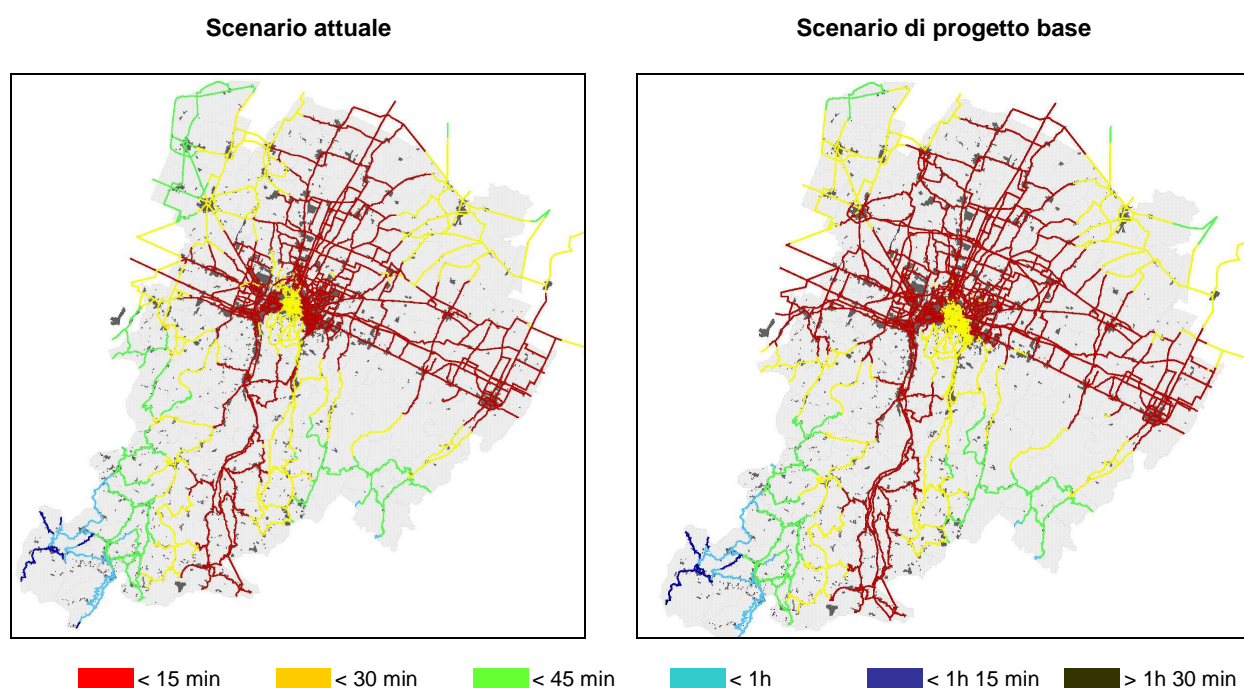 Scenario attuale
Scenario di progetto base
< 15 min
< 30 min
< 45 min
< 1h
< 1h 15 min
> 1h 30 min